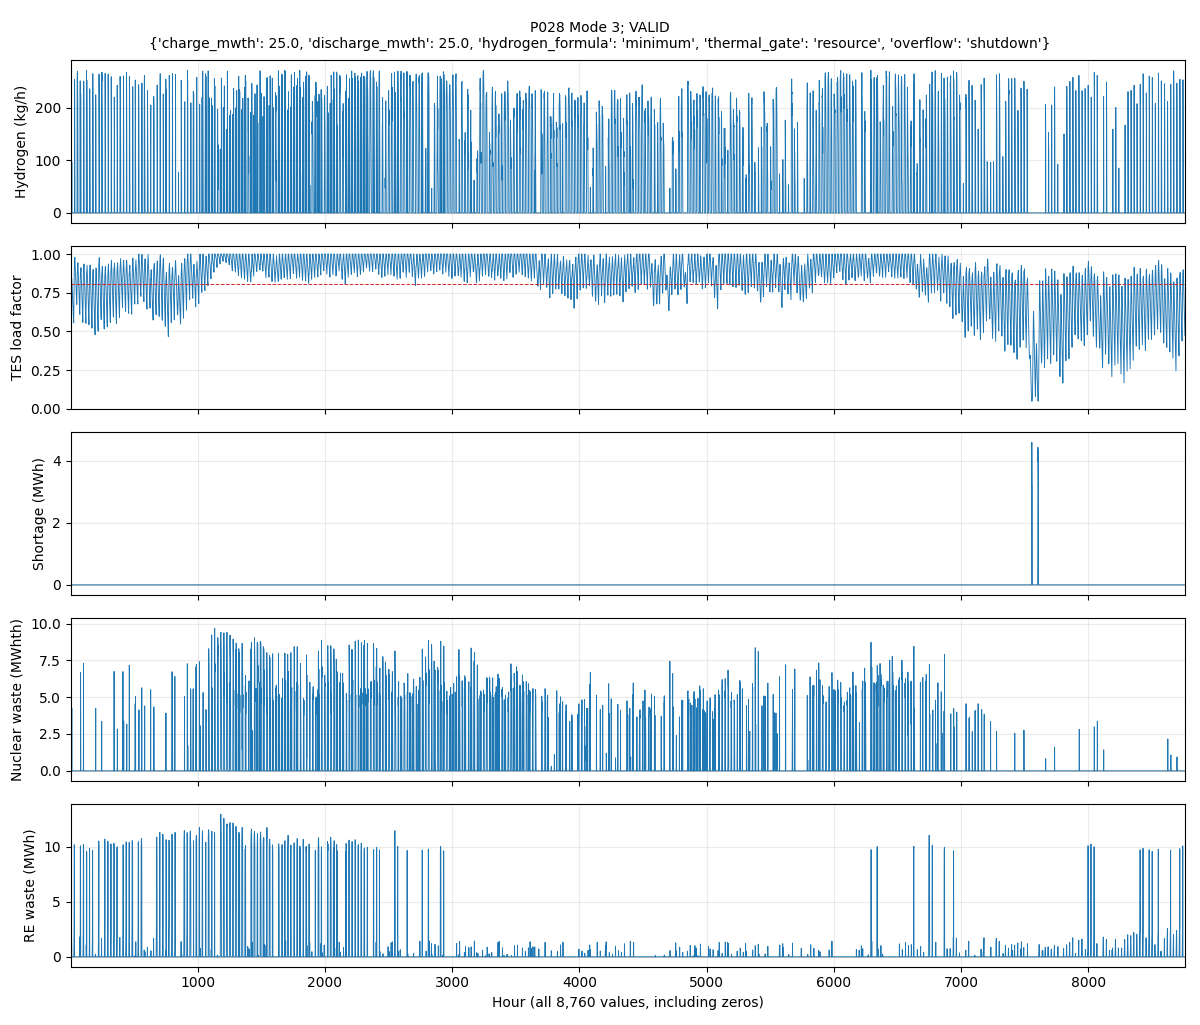 P028 Mode 3; VALID
{'charge_mwth': 25.0, 'discharge_mwth': 25.0, 'hydrogen_formula': 'minimum', 'thermal_gate': 'resource', 'overflow': 'shutdown'}
Hydrogen (kg/h)
200
100
0
TES load factor
1.00
0.75
0.50
0.25
0.00
Shortage (MWh)
4
2
0
Nuclear waste (MWhth)
10.0
7.5
5.0
2.5
0.0
RE waste (MWh)
10
5
0
1000 2000 3000 4000 5000 6000 7000 8000
Hour (all 8,760 values, including zeros)